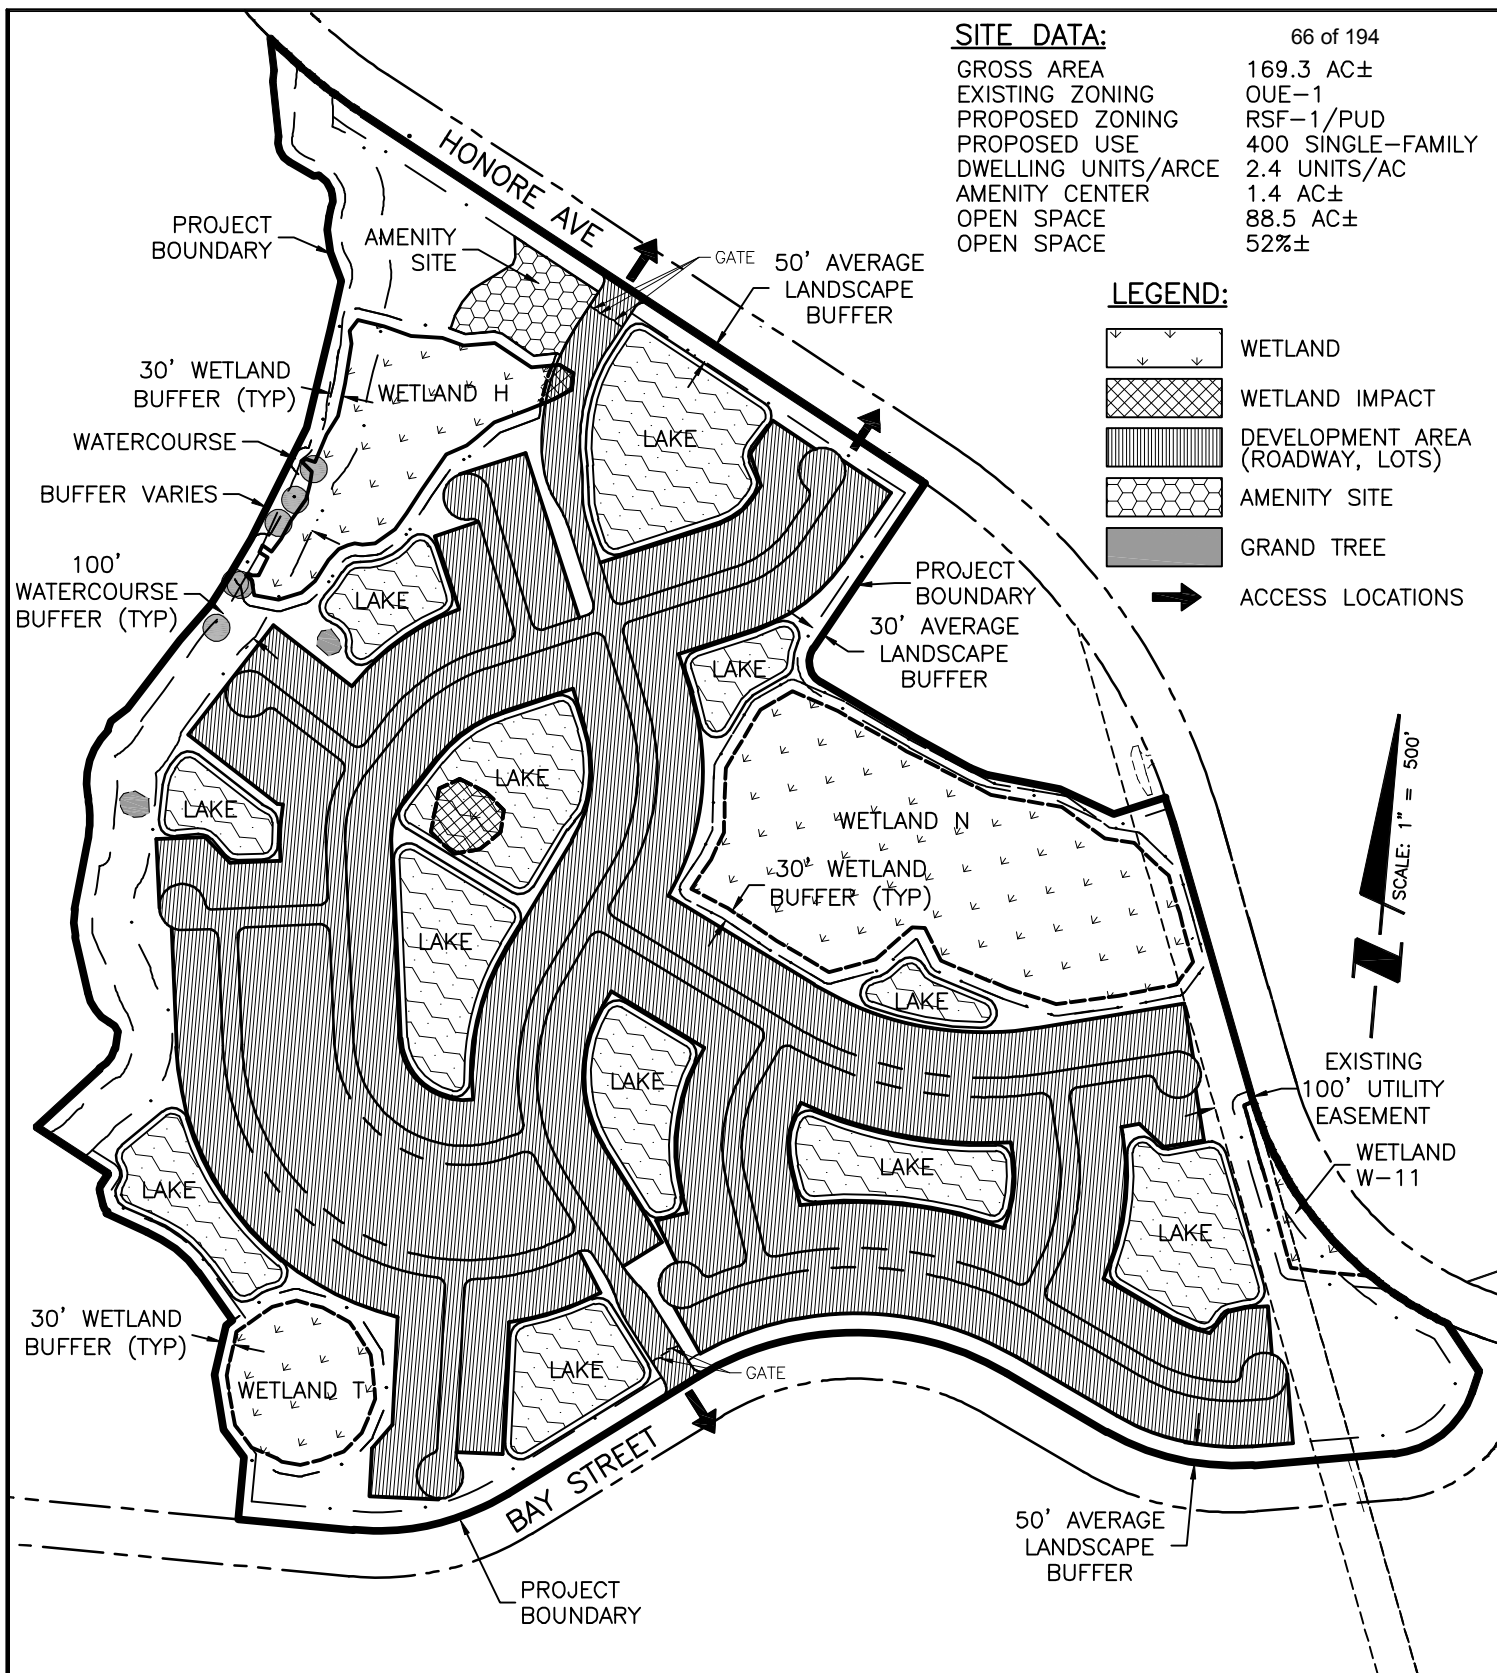 SITE DATA:
66 of 194
GROSS AREA 169.3 AC±
EXISTING ZONING OUE-1
PROPOSED ZONING RSF-1/PUD
PROPOSED USE 400 SINGLE-FAMILY
DWELLING UNITS/ARCE 2.4 UNITS/AC
AMENITY CENTER 1.4 AC±
OPEN SPACE 88.5 AC±
OPEN SPACE 52%±
LEGEND:
WETLAND
WETLAND IMPACT
DEVELOPMENT AREA
(ROADWAY, LOTS)
AMENITY SITE
GRAND TREE
ACCESS LOCATIONS
HONORE AVE
PROJECT
BOUNDARY
AMENITY
SITE
GATE
50' AVERAGE
LANDSCAPE
BUFFER
30' WETLAND
BUFFER (TYP)
WETLAND H
WATERCOURSE
BUFFER VARIES
100'
WATERCOURSE
BUFFER (TYP)
LAKE
LAKE
PROJECT
BOUNDARY
30' AVERAGE
LANDSCAPE
BUFFER
LAKE
LAKE
LAKE
WETLAND N
30' WETLAND
BUFFER (TYP)
LAKE
LAKE
SCALE: 1" = 500'
N
LAKE
EXISTING
100' UTILITY
EASEMENT
WETLAND
W-11
LAKE
LAKE
LAKE
30' WETLAND
BUFFER (TYP)
WETLAND T
LAKE
GATE
BAY STREET
50' AVERAGE
LANDSCAPE
BUFFER
PROJECT
BOUNDARY